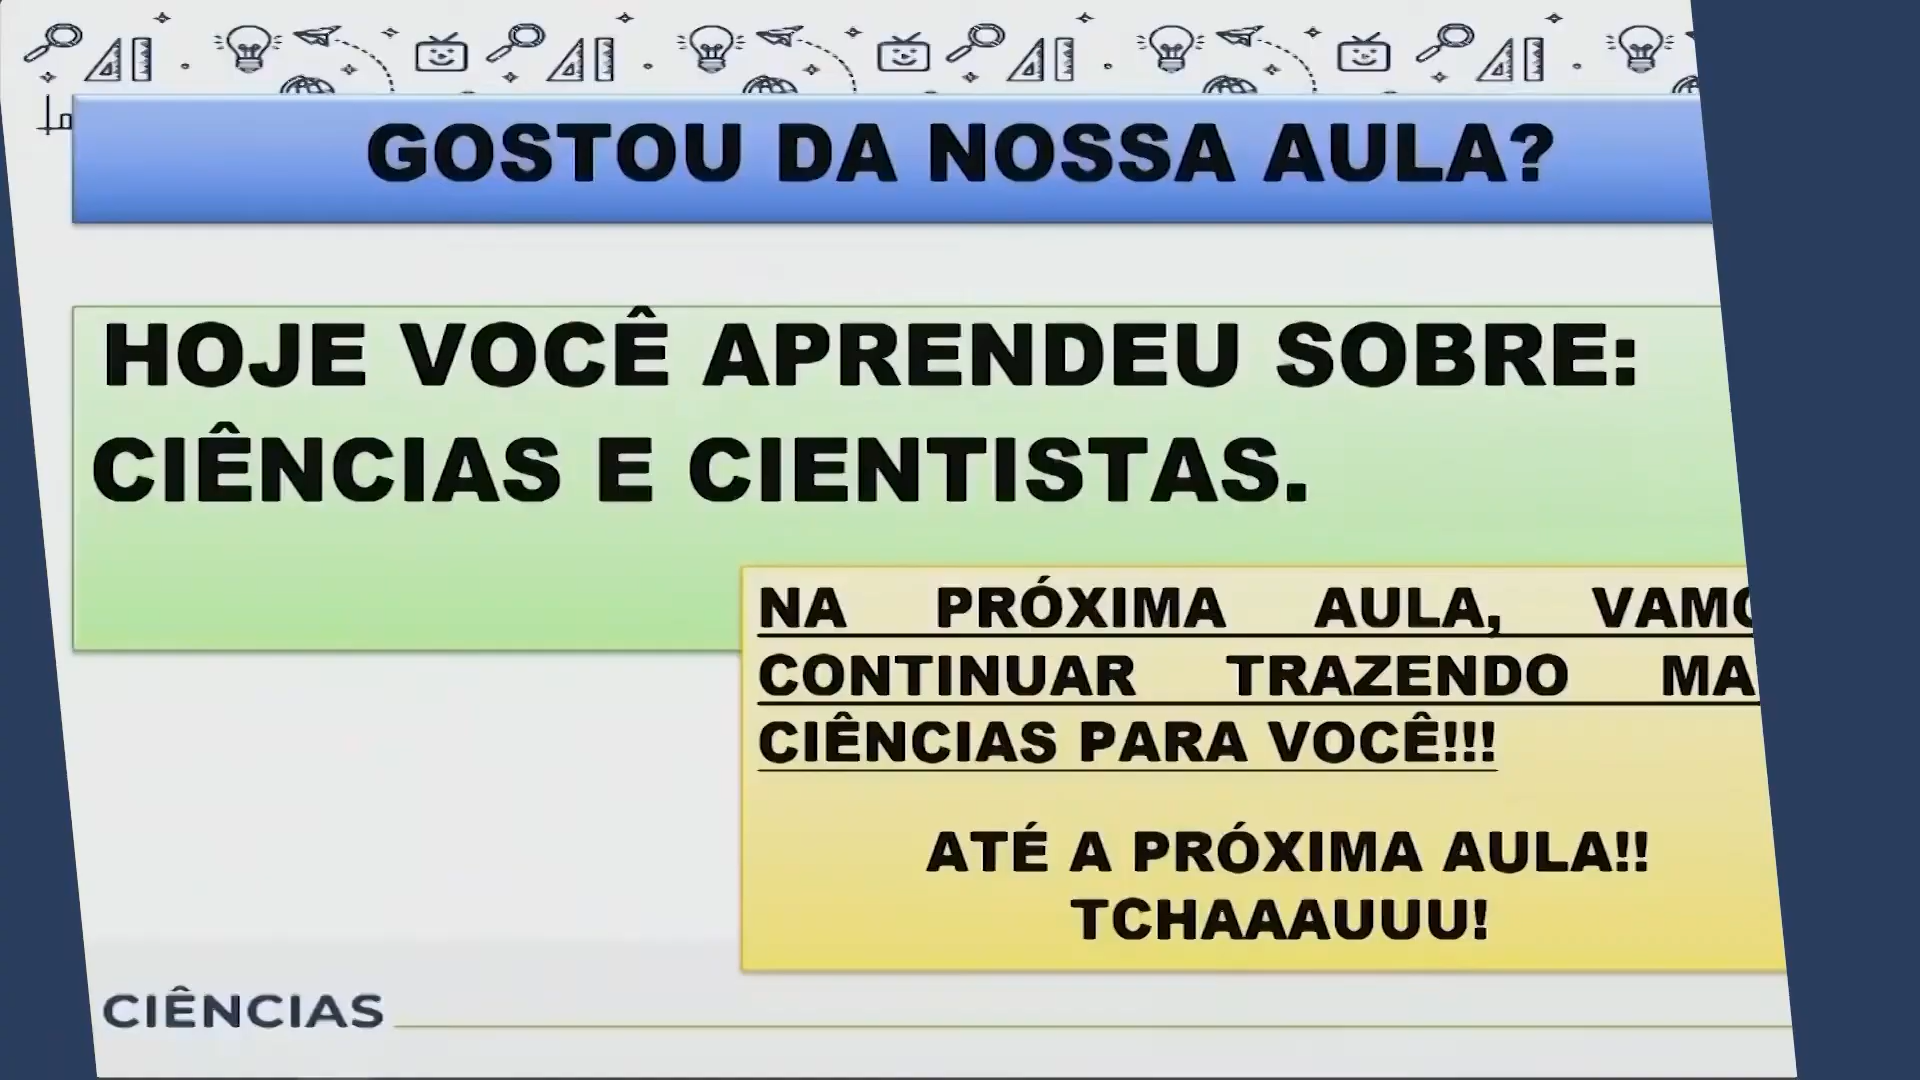 GOSTOU DA NOSSA AULA?
HOJE VOCÊ APRENDEU SOBRE:
CIÊNCIAS E CIENTISTAS.
NA PRÓXIMA AULA,
CONTINUAR TRAZENDO
CIÊNCIAS PARA VOCÊ!!!
ATÉ A PRÓXIMA AULA!!
TCHAAAUUU!
CIÊNCIAS